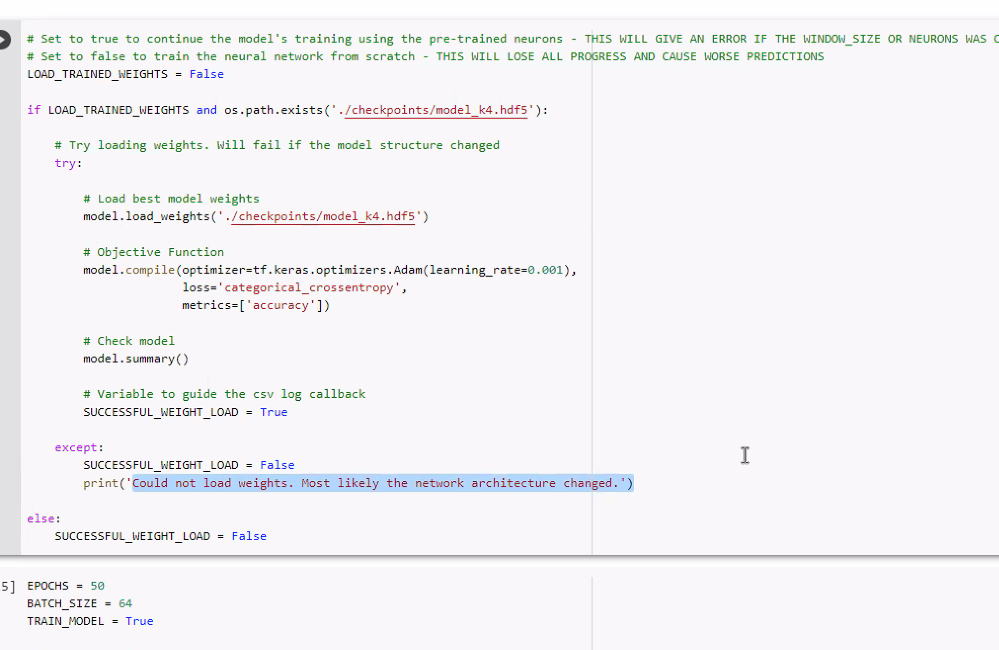 # Set to true to continue the model's training using the pre-trained neurons - THIS WILL GIVE AN ERROR IF THE WINDOW_SIZE OR NEURONS WAS C
# Set to false to train the neural network from scratch - THIS WILL LOSE ALL PROGRESS AND CAUSE WORSE PREDICTIONS
LOAD_TRAINED_WEIGHTS = False
if LOAD_TRAINED_WEIGHTS and os.path.exists('./checkpoints/model_k4.hdf5'):
# Try loading weights. Will fail if the model structure changed
try:
# Load best model weights
model.load_weights('./checkpoints/model_k4.hdf5')
# Objective Function
model.compile(optimizer=tf.keras.optimizers.Adam(learning_rate=0.001),
loss='categorical_crossentropy',
metrics=['accuracy'])
# Check model
model.summary()
# Variable to guide the csv log callback
SUCCESSFUL_WEIGHT_LOAD = True
except:
SUCCESSFUL_WEIGHT_LOAD = False
print('Could not load weights. Most likely the network architecture changed.')
else:
SUCCESSFUL_WEIGHT_LOAD = False
5] EPOCHS = 50
BATCH_SIZE = 64
TRAIN_MODEL = True